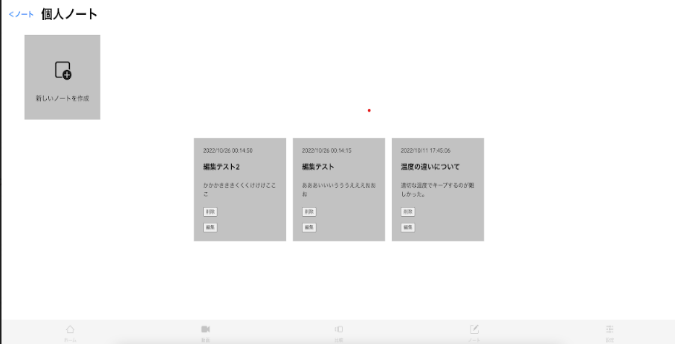 <ノート 個人ノート
新しいノートを作成
2022/10/26 00:14:50
編集テスト2
かかかききききくくくけけけここ
こ
削除
編集
2022/10/26 00:14:15
編集テスト
あああいいいうううえええおお
お
削除
編集
2022/10/11 17:45:06
温度の違いについて
適切な温度でキープするのが難
しかった。
削除
編集
ホーム
ノート